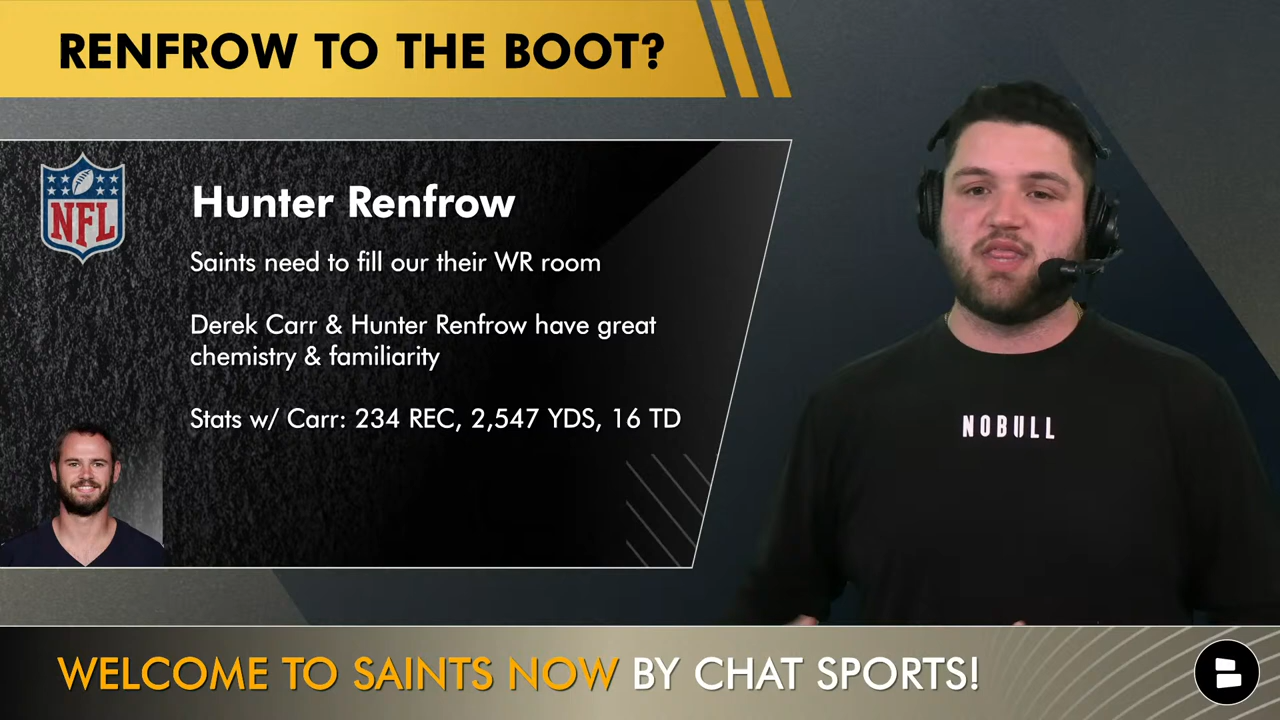 RENFROW TO THE BOOT?
NFL
Hunter Renfrow
Saints need to fill our their WR room
Derek Carr & Hunter Renfrow have great
chemistry & familiarity
Stats w/ Carr: 234 REC, 2,547 YDS, 16 TD
NOBULL
WELCOME TO SAINTS NOW BY CHAT SPORTS!